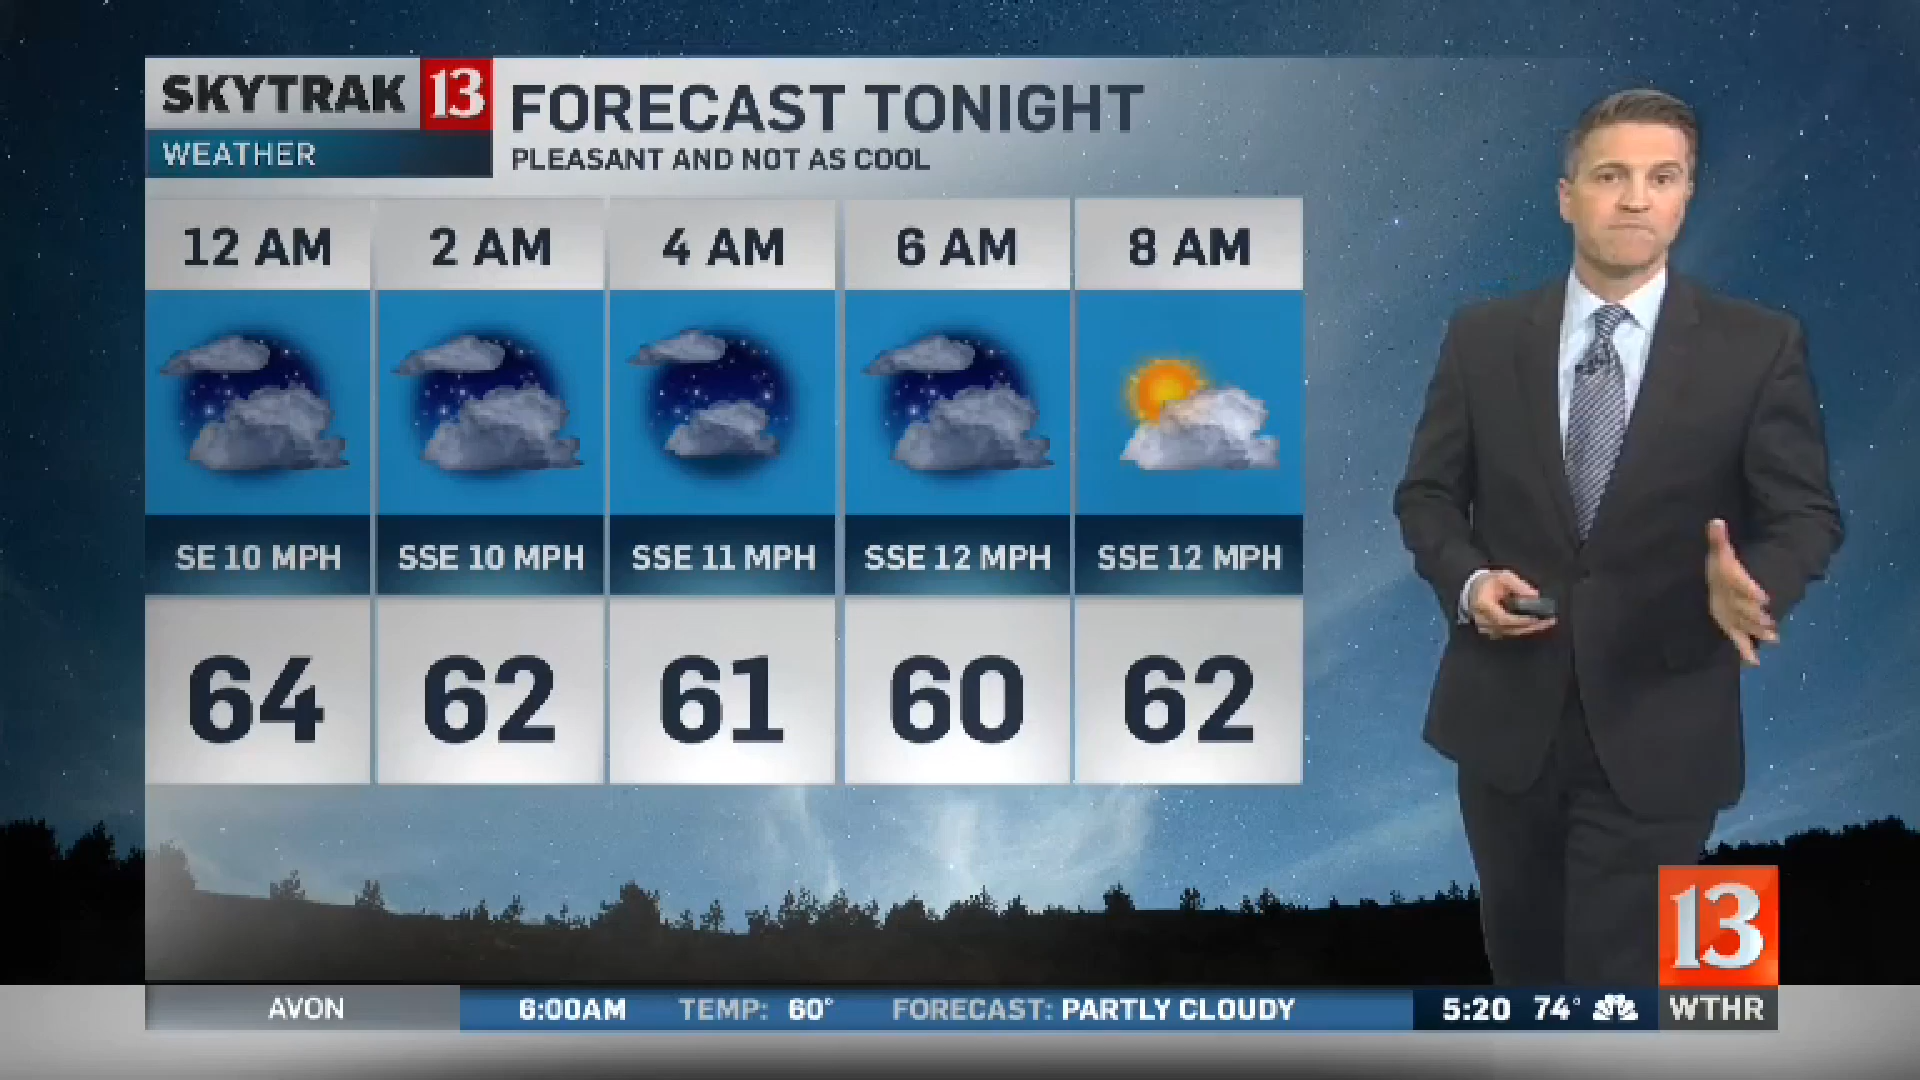 SKYTRAK 13
WEATHER
FORECAST TONIGHT
PLEASANT AND NOT AS COOL
12 AM 2 AM 4 AM 6 AM 8 AM
SE 10 MPH SSE 10 MPH SSE 11 MPH SSE 12 MPH SSE 12 MPH
64 62 61 60 62
13
AVON 6:00AM TEMP: 60° FORECAST: PARTLY CLOUDY 5:20 74° WTHR